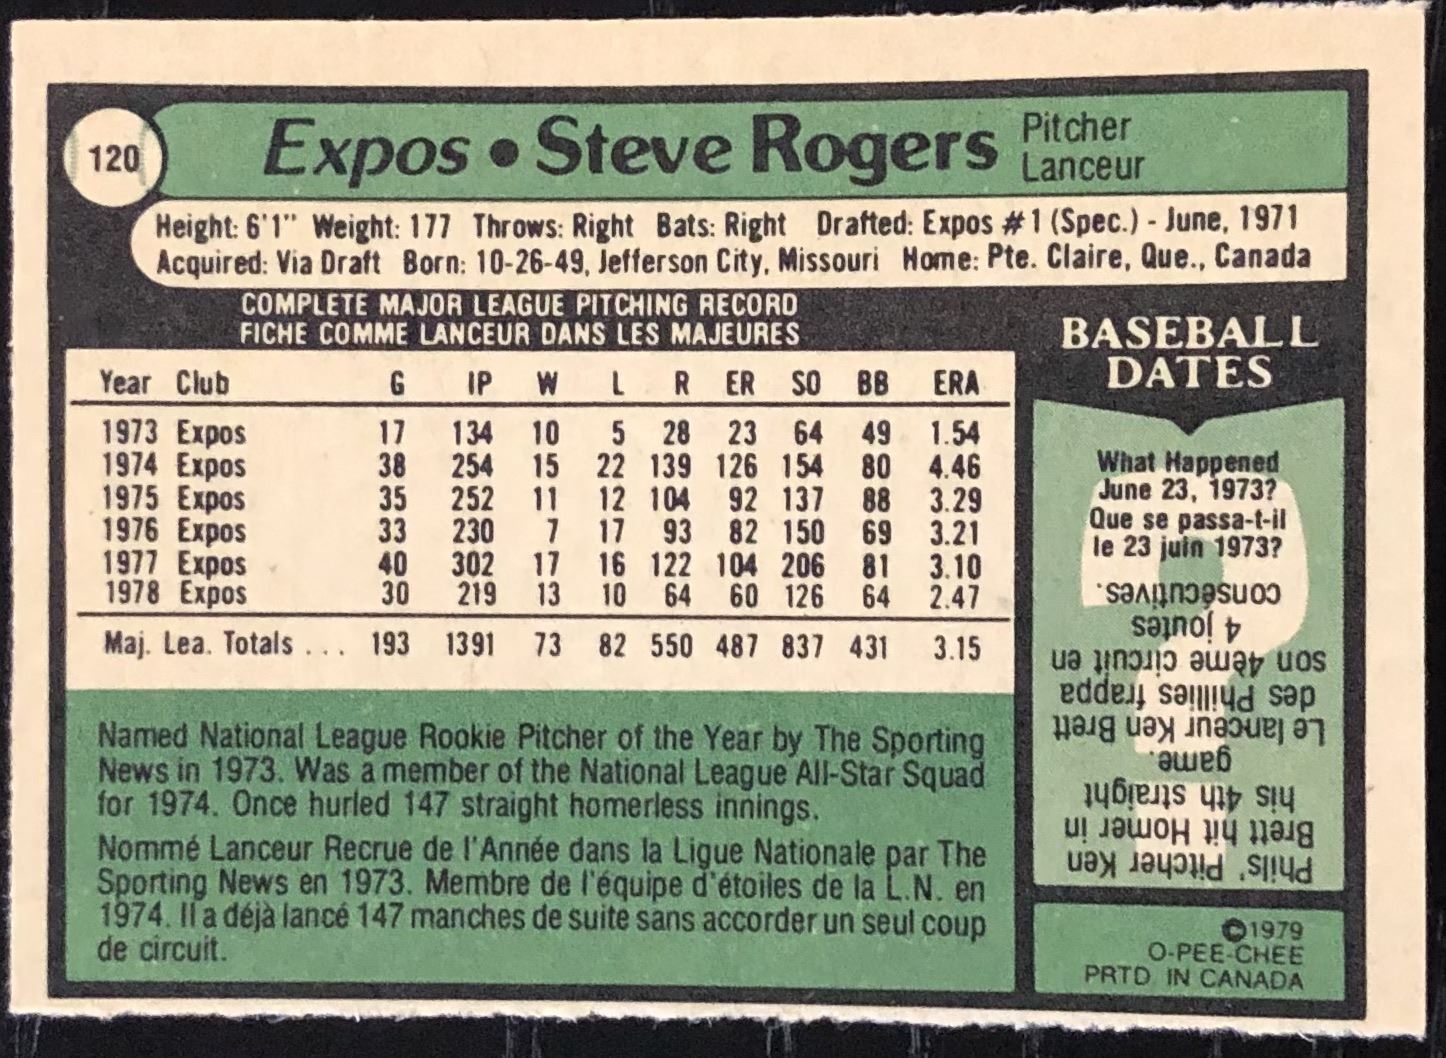 120
Expos • Steve Rogers
Pitcher
Lanceur
Height: 6'1" Weight: 177 Throws: Right Bats: Right Drafted: Expos #1 (Spec.) - June, 1971
Acquired: Via Draft Born: 10-26-49, Jefferson City, Missouri Home: Pte. Claire, Que., Canada
COMPLETE MAJOR LEAGUE PITCHING RECORD
FICHE COMME LANCEUR DANS LES MAJEURES
Year Club G IP W L R ER SO BB ERA
1973 Expos 17 134 10 5 28 23 64 49 1.54
1974 Expos 38 254 15 22 139 126 154 80 4.46
1975 Expos 35 252 11 12 104 92 137 88 3.29
1976 Expos 33 230 7 17 93 82 150 69 3.21
1977 Expos 40 302 17 16 122 104 206 81 3.10
1978 Expos 30 219 13 10 64 60 126 64 2.47
Maj. Lea. Totals ... 193 1391 73 82 550 487 837 431 3.15
Named National League Rookie Pitcher of the Year by The Sporting
News in 1973. Was a member of the National League All-Star Squad
for 1974. Once hurled 147 straight homerless innings.
Nommé Lanceur Recrue de l'Année dans la Ligue Nationale par The
Sporting News en 1973. Membre de l'équipe d'étoiles de la L.N. en
1974. Il a déjà lancé 147 manches de suite sans accorder un seul coup
de circuit.
BASEBALL
DATES
What Happened
June 23, 1973?
Que se passa-t-il
le 23 juin 1973?
Phils' Pitcher Ken
Brett hit Homer in
his 4th straight
game.
Le lanceur Ken Brett
des Phillies frappa
son 4ème circuit en
4 joutes
consécutives.
©1979
O-PEE-CHEE
PRTD IN CANADA